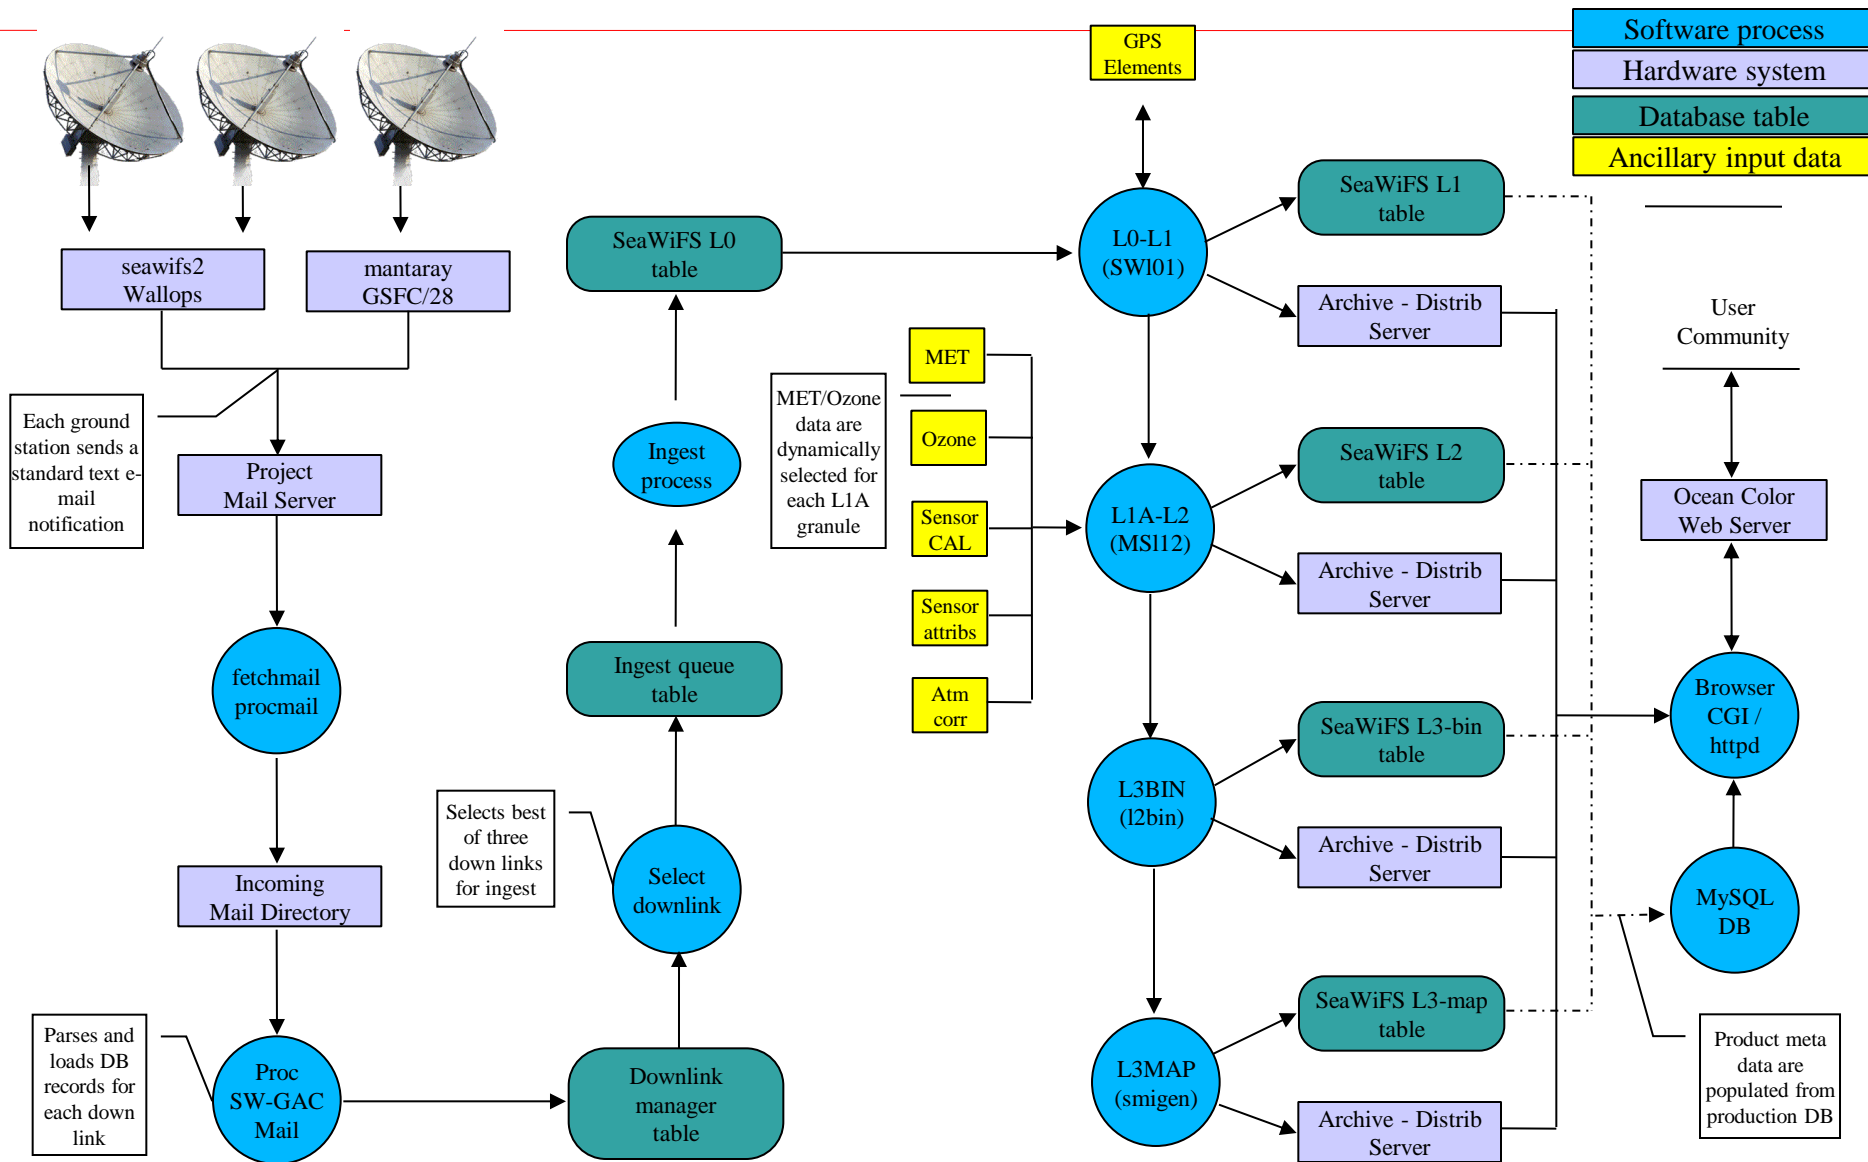 Software process
Hardware system
Database table
Ancillary input data
GPS
Elements
seawifs2
Wallops
mantaray
GSFC/28
Each ground
station sends a
standard text e-
mail
notification
Project
Mail Server
fetchmail
procmail
Incoming
Mail Directory
Parses and
loads DB
records for
each down
link
Proc
SW-GAC
Mail
Downlink
manager
table
Selects best
of three
down links
for ingest
Select
downlink
Ingest queue
table
Ingest
process
SeaWiFS L0
table
MET/Ozone
data are
dynamically
selected for
each L1A
granule
MET
Ozone
Sensor
CAL
Sensor
attribs
Atm
corr
L0-L1
(SWl01)
SeaWiFS L1
table
Archive - Distrib
Server
L1A-L2
(MSl12)
SeaWiFS L2
table
Archive - Distrib
Server
L3BIN
(l2bin)
SeaWiFS L3-bin
table
Archive - Distrib
Server
L3MAP
(smigen)
SeaWiFS L3-map
table
Archive - Distrib
Server
User
Community
Ocean Color
Web Server
Browser
CGI /
httpd
MySQL
DB
Product meta
data are
populated from
production DB